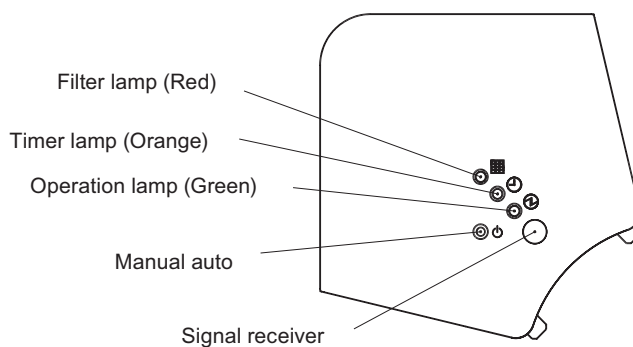 Filter lamp (Red)
Timer lamp (Orange)
Operation lamp (Green)
Manual auto
Signal receiver